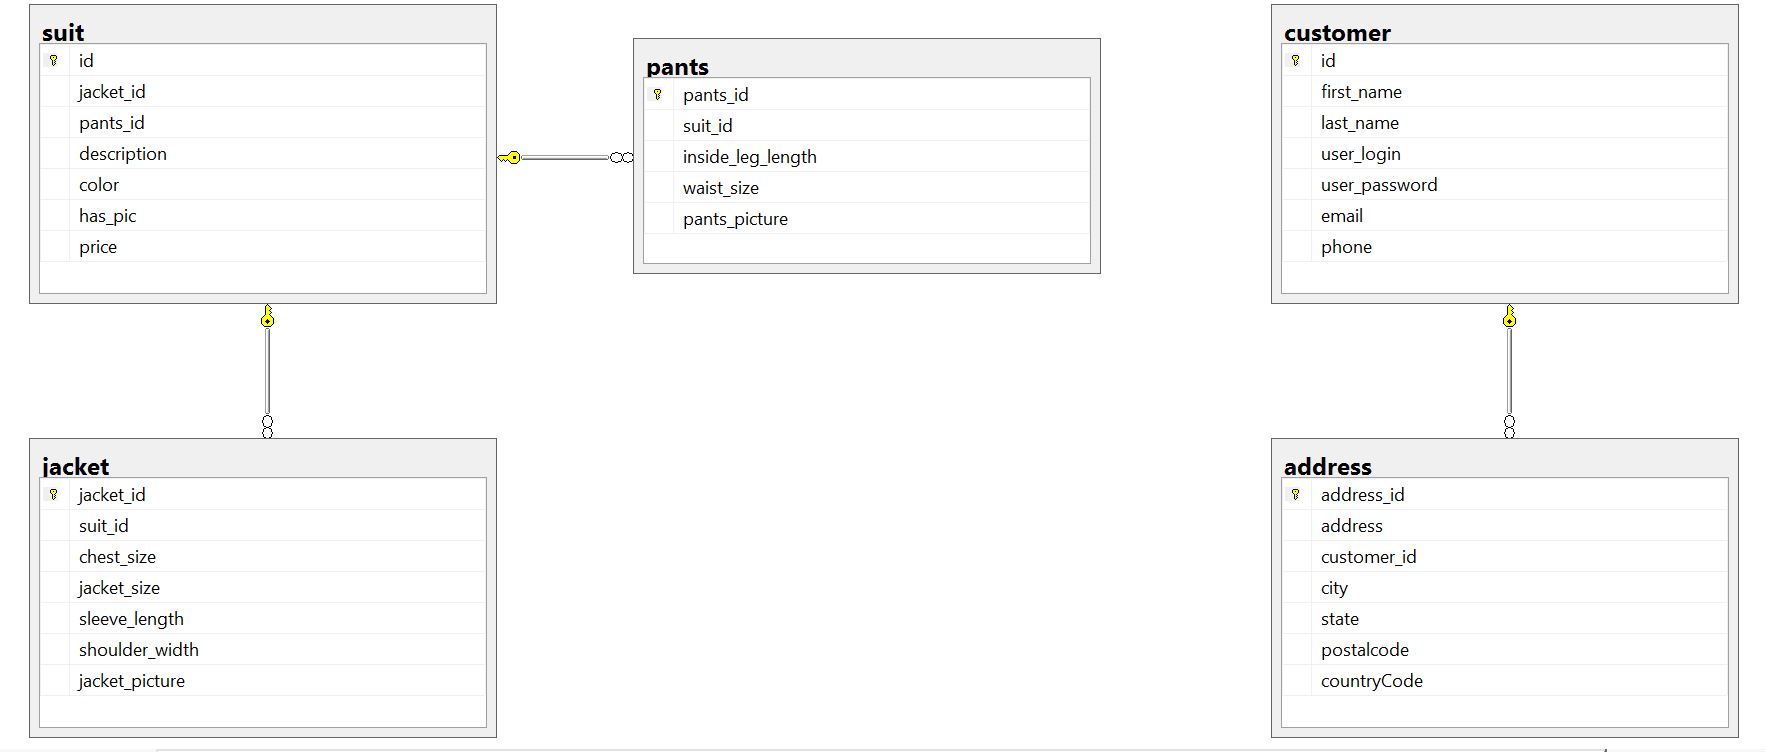 suit
id
jacket_id
pants_id
description
color
has_pic
price
pants
pants_id
suit_id
inside_leg_length
waist_size
pants_picture
customer
id
first_name
last_name
user_login
user_password
email
phone
jacket
jacket_id
suit_id
chest_size
jacket_size
sleeve_length
shoulder_width
jacket_picture
address
address_id
address
customer_id
city
state
postalcode
countryCode